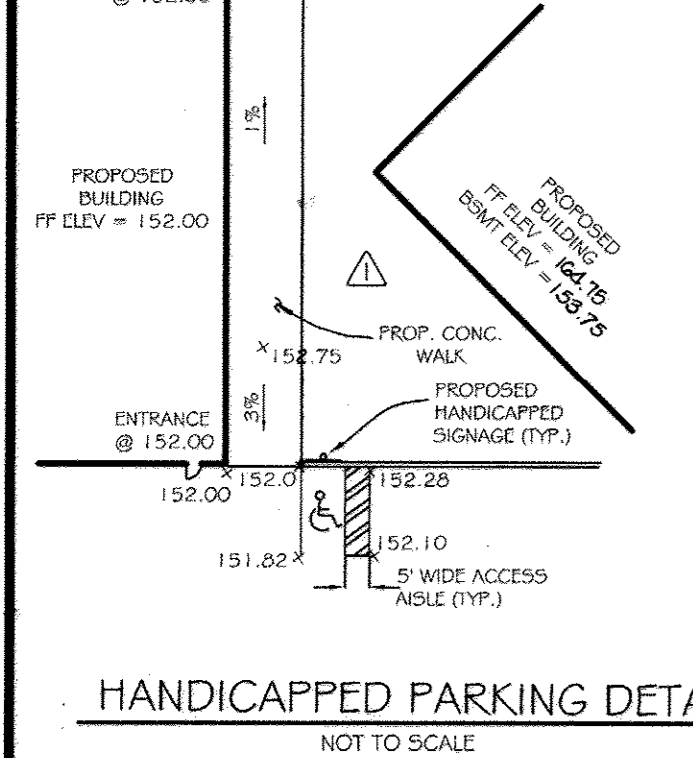 1%
PROPOSED
BUILDING
FF ELEV = 152.00
PROPOSED
BUILDING
FF ELEV = 164.75
BSMT ELEV = 153.75
1
PROP. CONC.
WALK
152.75
3%
PROPOSED
HANDICAPPED
SIGNAGE (TYP.)
ENTRANCE
@ 152.00
152.00
152.0
152.28
151.82
152.10
5' WIDE ACCESS
AISLE (TYP.)
HANDICAPPED PARKING DETA
NOT TO SCALE